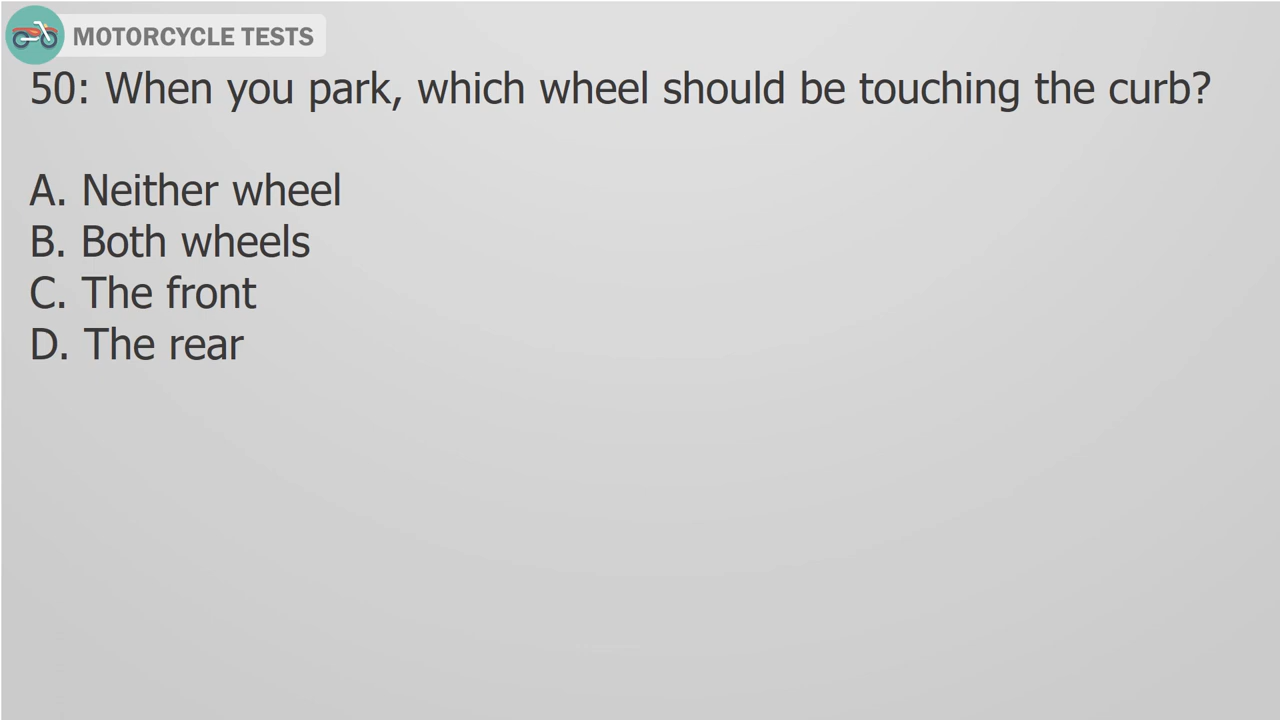 MOTORCYCLE TESTS
50: When you park, which wheel should be touching the curb?
A. Neither wheel
B. Both wheels
C. The front
D. The rear